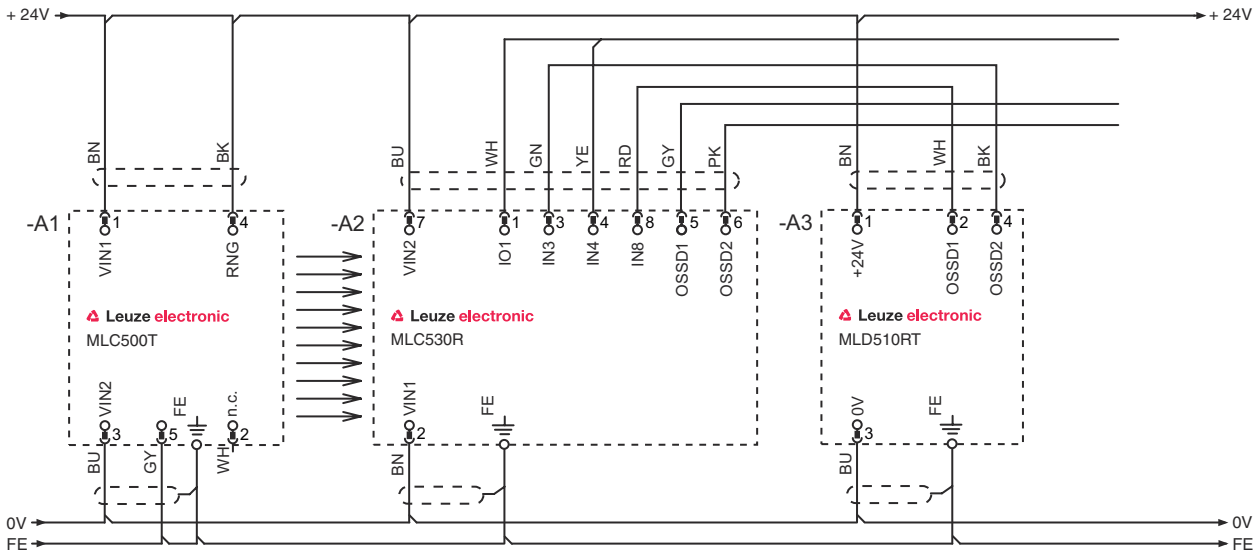 + 24V
+ 24V
BN
BK
BU
WH
GN
YE
RD
GY
PK
BN
WH
BK
-A1
1
4
-A2
7
1
3
4
8
5
6
-A3
1
2
4
VIN1
RNG
VIN2
IO1
IN3
IN4
IN8
OSSD1
OSSD2
+24V
OSSD1
OSSD2
Leuze electronic
MLC500T
Leuze electronic
MLC530R
Leuze electronic
MLD510RT
VIN2
FE
n.c.
VIN1
FE
0V
FE
3
5
2
2
3
BU
GY
WH
BN
BU
0V
0V
FE
FE